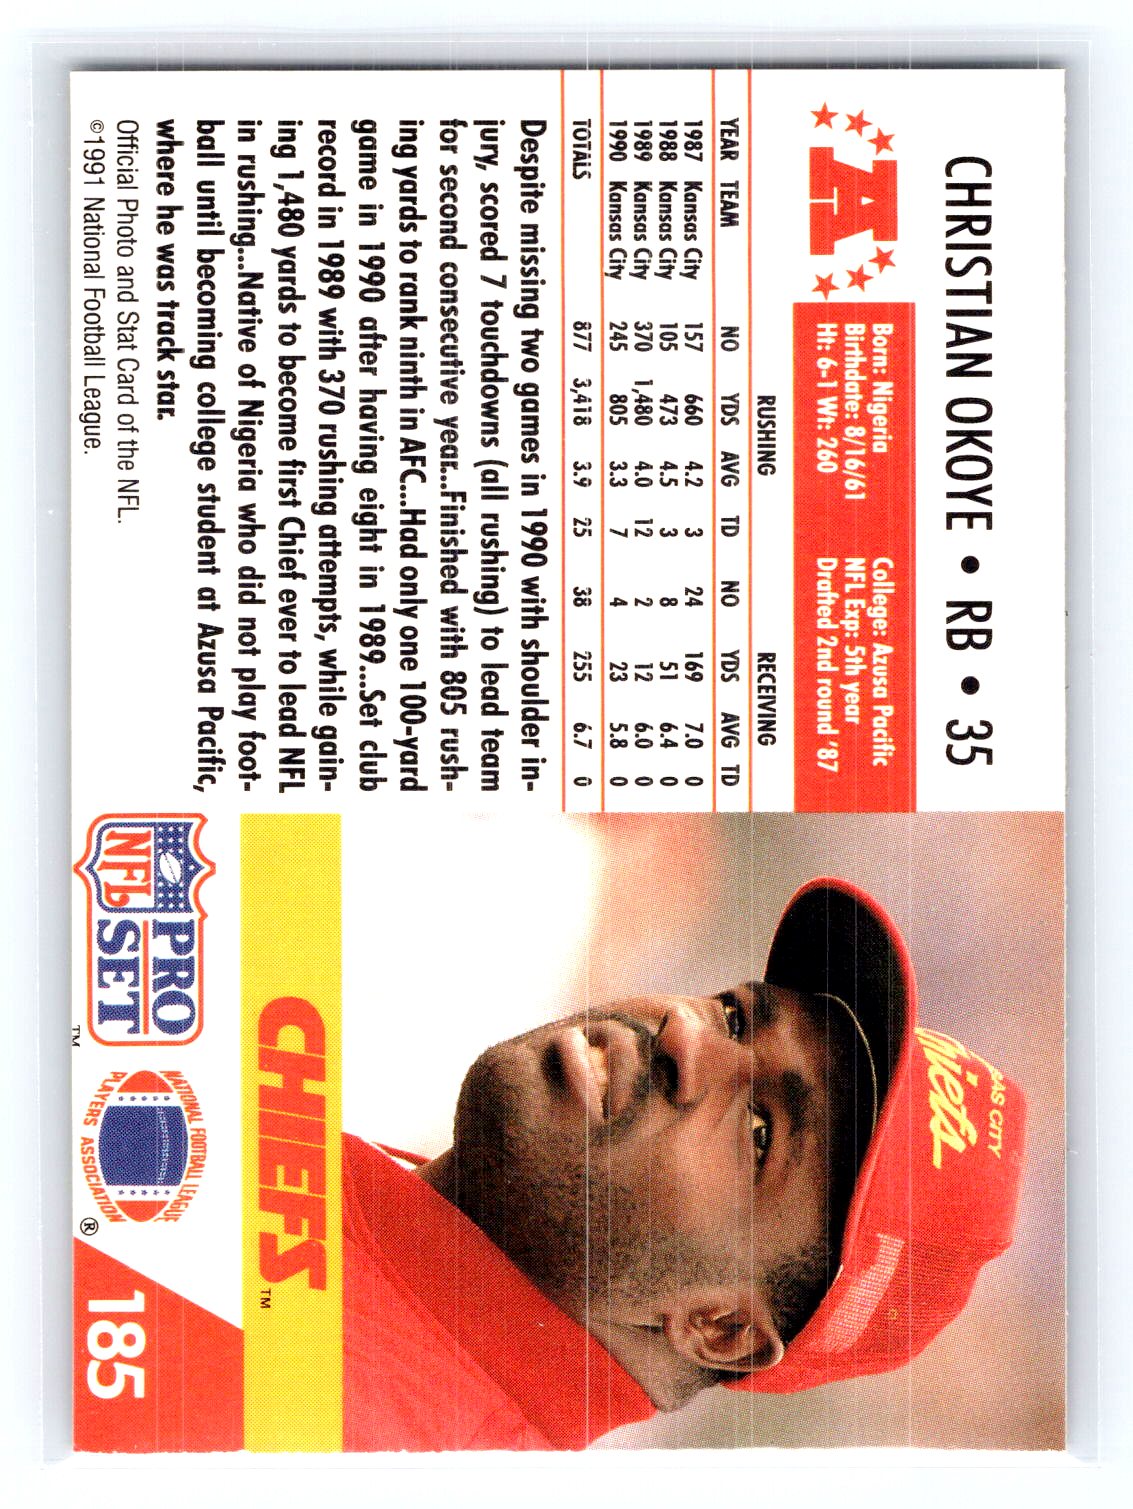 CHRISTIAN OKOYE • RB • 35
A
Born: Nigeria College: Azusa Pacific
Birthdate: 8/16/61 NFL Exp: 5th year
Ht: 6-1 Wt: 260 Drafted 2nd round '87
RUSHING RECEIVING
YEAR TEAM NO YDS AVG TD NO YDS AVG TD
1987 Kansas City 157 660 4.2 3 24 169 7.0 0
1988 Kansas City 105 473 4.5 3 8 51 6.4 0
1989 Kansas City 370 1,480 4.0 12 2 12 6.0 0
1990 Kansas City 245 805 3.3 7 4 23 5.8 0
TOTALS 877 3,418 3.9 25 38 255 6.7 0
Despite missing two games in 1990 with shoulder in-
jury, scored 7 touchdowns (all rushing) to lead team
for second consecutive year...Finished with 805 rush-
ing yards to rank ninth in AFC...Had only one 100-yard
game in 1990 after having eight in 1989...Set club
record in 1989 with 370 rushing attempts, while gain-
ing 1,480 yards to become first Chief ever to lead NFL
in rushing...Native of Nigeria who did not play foot-
ball until becoming college student at Azusa Pacific,
where he was track star.
Official Photo and Stat Card of the NFL.
©1991 National Football League.
SAS CITY
hiefs
CHIEFS™
NFL PRO
SET™
NATIONAL FOOTBALL LEAGUE
PLAYERS ASSOCIATION ®
185